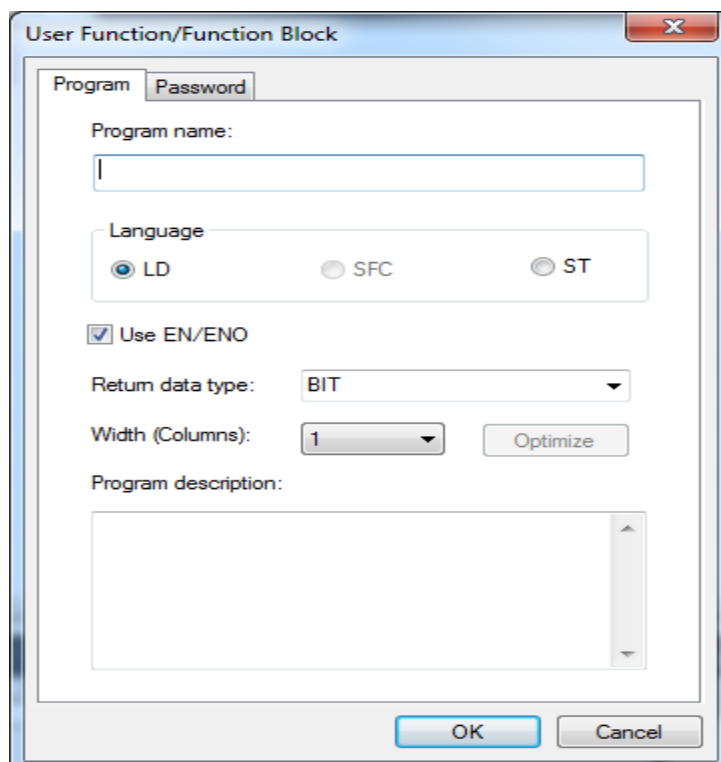 User Function/Function Block
Program Password
Program name:
Language
LD SFC ST
Use EN/ENO
Return data type: BIT
Width (Columns): 1 Optimize
Program description:
OK Cancel